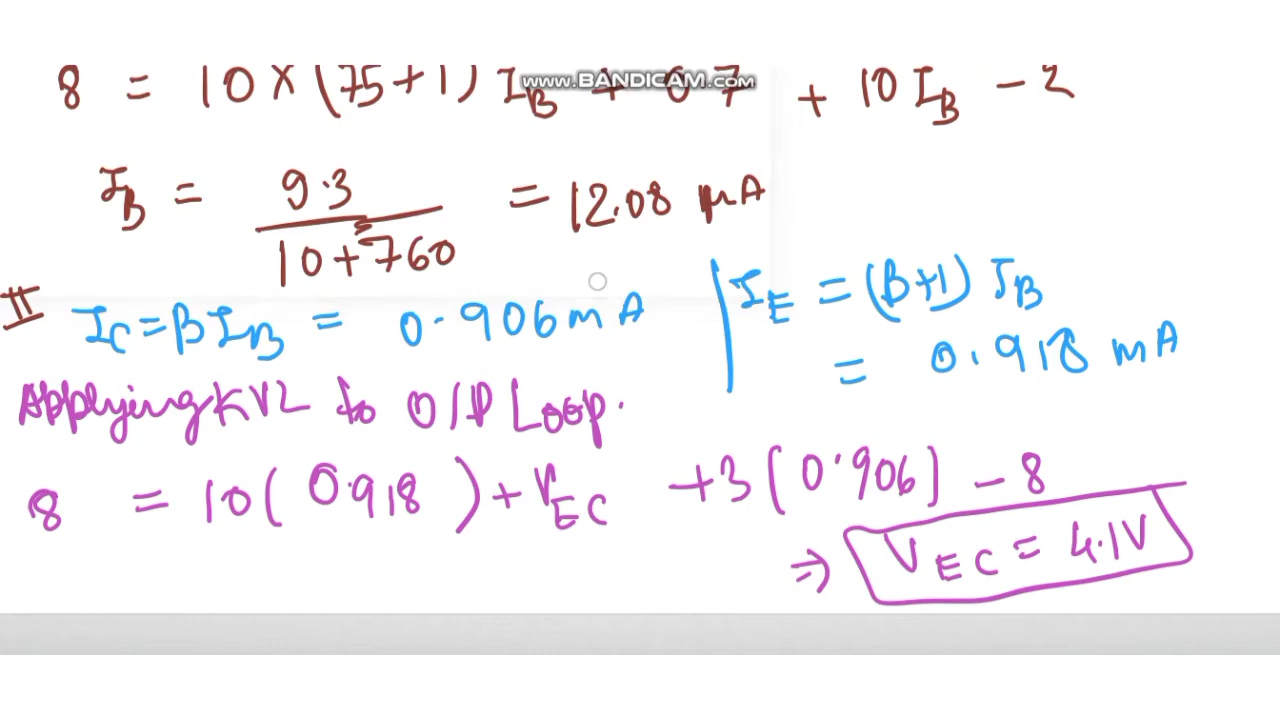 8 = 10 × (75+1) I_B + 0.7 + 10 I_B - 2
www.BANDICAM.com
I_B = 9.3 / (10 + 760) = 12.08 μA
II I_C = β I_B = 0.906 mA
I_E = (β+1) I_B
= 0.918 mA
Applying KVL to O/P Loop.
8 = 10 (0.918) + V_EC + 3 (0.906) - 8
⇒ V_EC = 4.1V